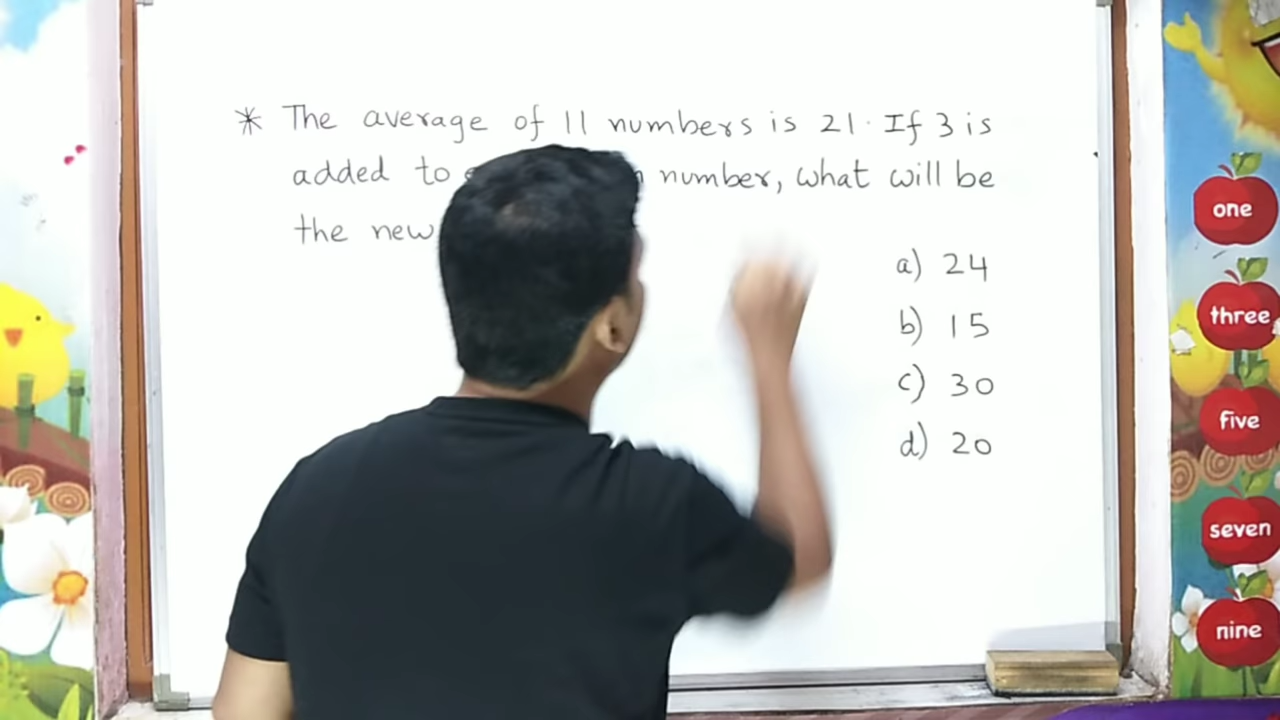 * The average of 11 numbers is 21. If 3 is
added to number, what will be
the new
a) 24
b) 15
c) 30
d) 20
one
three
five
seven
nine